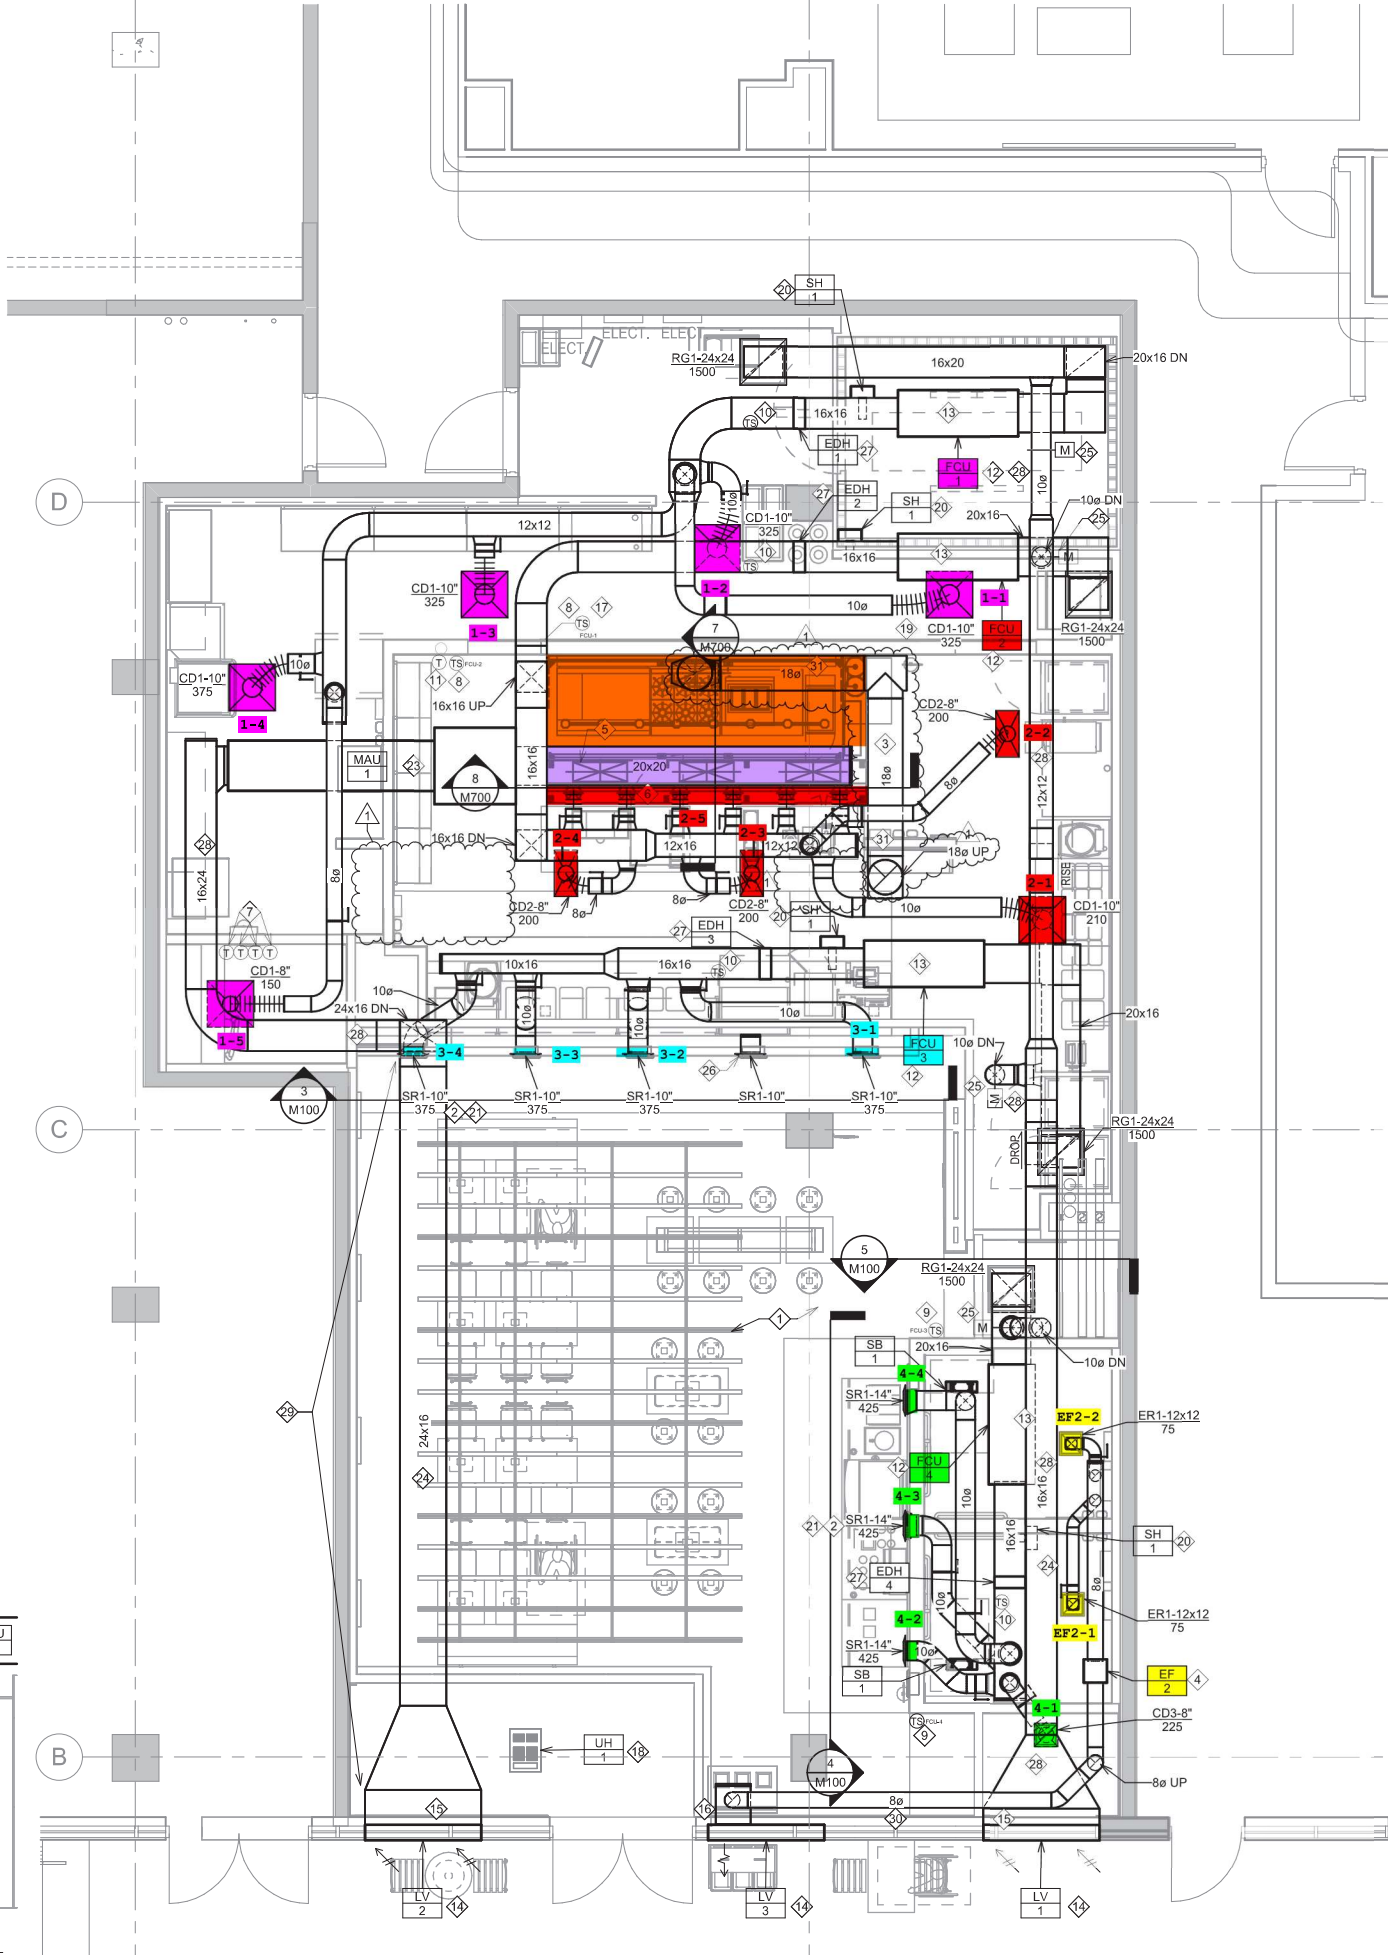 SH
20
1
ELECT.
ELECT.
ELECT.
RG1-24x24
1500
16x20
20x16 DN
10
TS
16x16
13
EDH
1
27
M
25
FCU
1
12
28
D
10ø
10ø
27
EDH
2
SH
1
20
10ø DN
20x16
25
12x12
CD1-10"
325
10
TS
16x16
13
M
CD1-10"
325
1-3
1-2
10ø
1-1
8
17
TS
FCU-1
7
M700
19
CD1-10"
325
FCU
2
RG1-24x24
1500
1
12
10ø
CD1-10"
375
1-4
T
TS
FCU-2
11
8
16x16 UP
18ø
31
CD2-8"
200
2-2
5
3
28
MAU
1
23
8
M700
16x16
20x20
6
18ø
8ø
12x12
1
16x16 DN
2-4
2-5
2-3
12x16
12x12
31
1
18ø UP
28
16x24
8ø
8ø
8ø
CD2-8"
200
CD2-8"
200
20
SH
1
10ø
2-1
RISE
CD1-10"
210
7
T
T
T
T
27
EDH
3
10x16
16x16
TS
10
13
CD1-8"
150
10ø
24x16 DN
10ø
10ø
10ø
20x16
1-5
28
3-4
3-3
3-2
3-1
FCU
3
26
12
10ø DN
25
M
28
3
M100
SR1-10"
375
SR1-10"
375
SR1-10"
375
SR1-10"
SR1-10"
375
2
21
C
RG1-24x24
1500
DROP
5
M100
RG1-24x24
1500
1
9
25
FCU-3
TS
M
10ø DN
SB
1
20x16
4-4
SR1-14"
425
29
24x16
24
13
EF2-2
ER1-12x12
75
12
FCU
4
28
4-3
10ø
16x16
16x16
21
2
SR1-14"
425
SH
1
20
27
EDH
4
24
8ø
10ø
TS
10
ER1-12x12
75
4-2
EF2-1
SR1-14"
425
10ø
SB
1
EF
2
4
4-1
CD3-8"
225
TS
FCU-4
9
B
UH
1
18
4
M100
28
8ø UP
15
16
8ø
30
15
LV
2
14
LV
3
14
LV
1
14